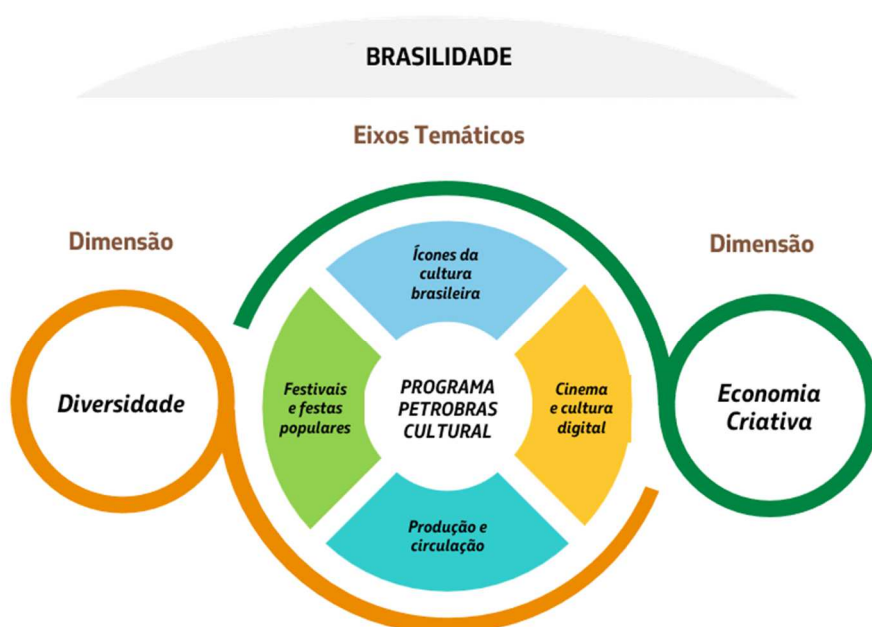 BRASILIDADE
Eixos Temáticos
Dimensão
Dimensão
Ícones da
cultura
brasileira
Diversidade
Festivais
e festas
populares
PROGRAMA
PETROBRAS
CULTURAL
Cinema
e cultura
digital
Economia
Criativa
Produção e
circulação